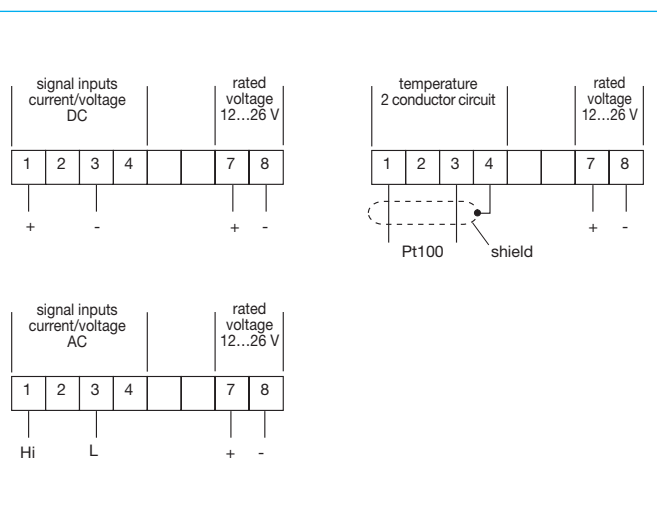 signal inputs
current/voltage
DC
rated
voltage
12...26 V
1 2 3 4 7 8
+ - + -
temperature
2 conductor circuit
rated
voltage
12...26 V
1 2 3 4 7 8
+ -
Pt100 shield
signal inputs
current/voltage
AC
rated
voltage
12...26 V
1 2 3 4 7 8
Hi L + -